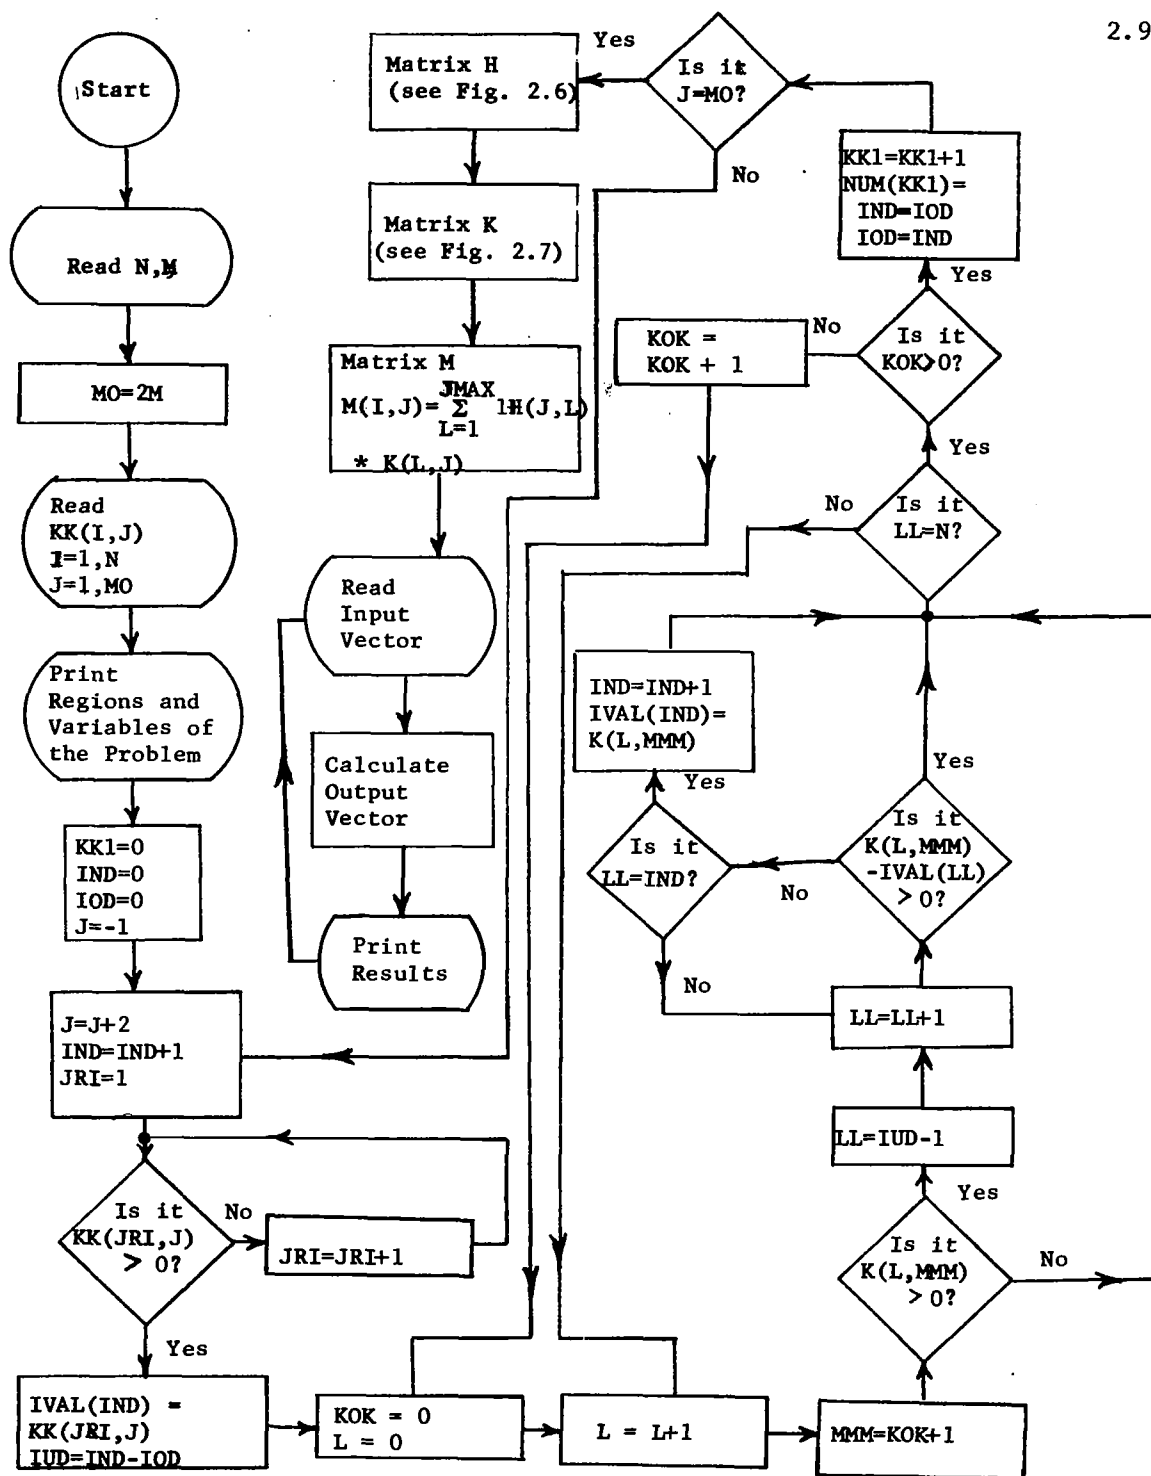 2.9
Start
Read N,M
MO=2M
Read
KK(I,J)
I=1,N
J=1,MO
Print
Regions and
Variables of
the Problem
KK1=0
IND=0
IOD=0
J=-1
J=J+2
IND=IND+1
JRI=1
Is it
KK(JRI,J)
> 0?
No
JRI=JRI+1
Yes
IVAL(IND) =
KK(JRI,J)
IUD=IND-IOD
KOK = 0
L = 0
L = L+1
MMM=KOK+1
Is it
K(L,MMM)
> 0?
No
Yes
LL=IUD-1
LL=LL+1
Is it
K(L,MMM)
-IVAL(LL)
> 0?
Yes
No
Is it
LL=IND?
No
Yes
IND=IND+1
IVAL(IND)=
K(L,MMM)
Is it
LL=N?
No
Yes
Is it
KOK>0?
No
KOK =
KOK + 1
Yes
KK1=KK1+1
NUM(KK1)=
IND=IOD
IOD=IND
Is it
J=MO?
No
Yes
Matrix H
(see Fig. 2.6)
Matrix K
(see Fig. 2.7)
Matrix M
JMAX
M(I,J)= Σ 1H(J,L)
L=1
* K(L,J)
Read
Input
Vector
Calculate
Output
Vector
Print
Results